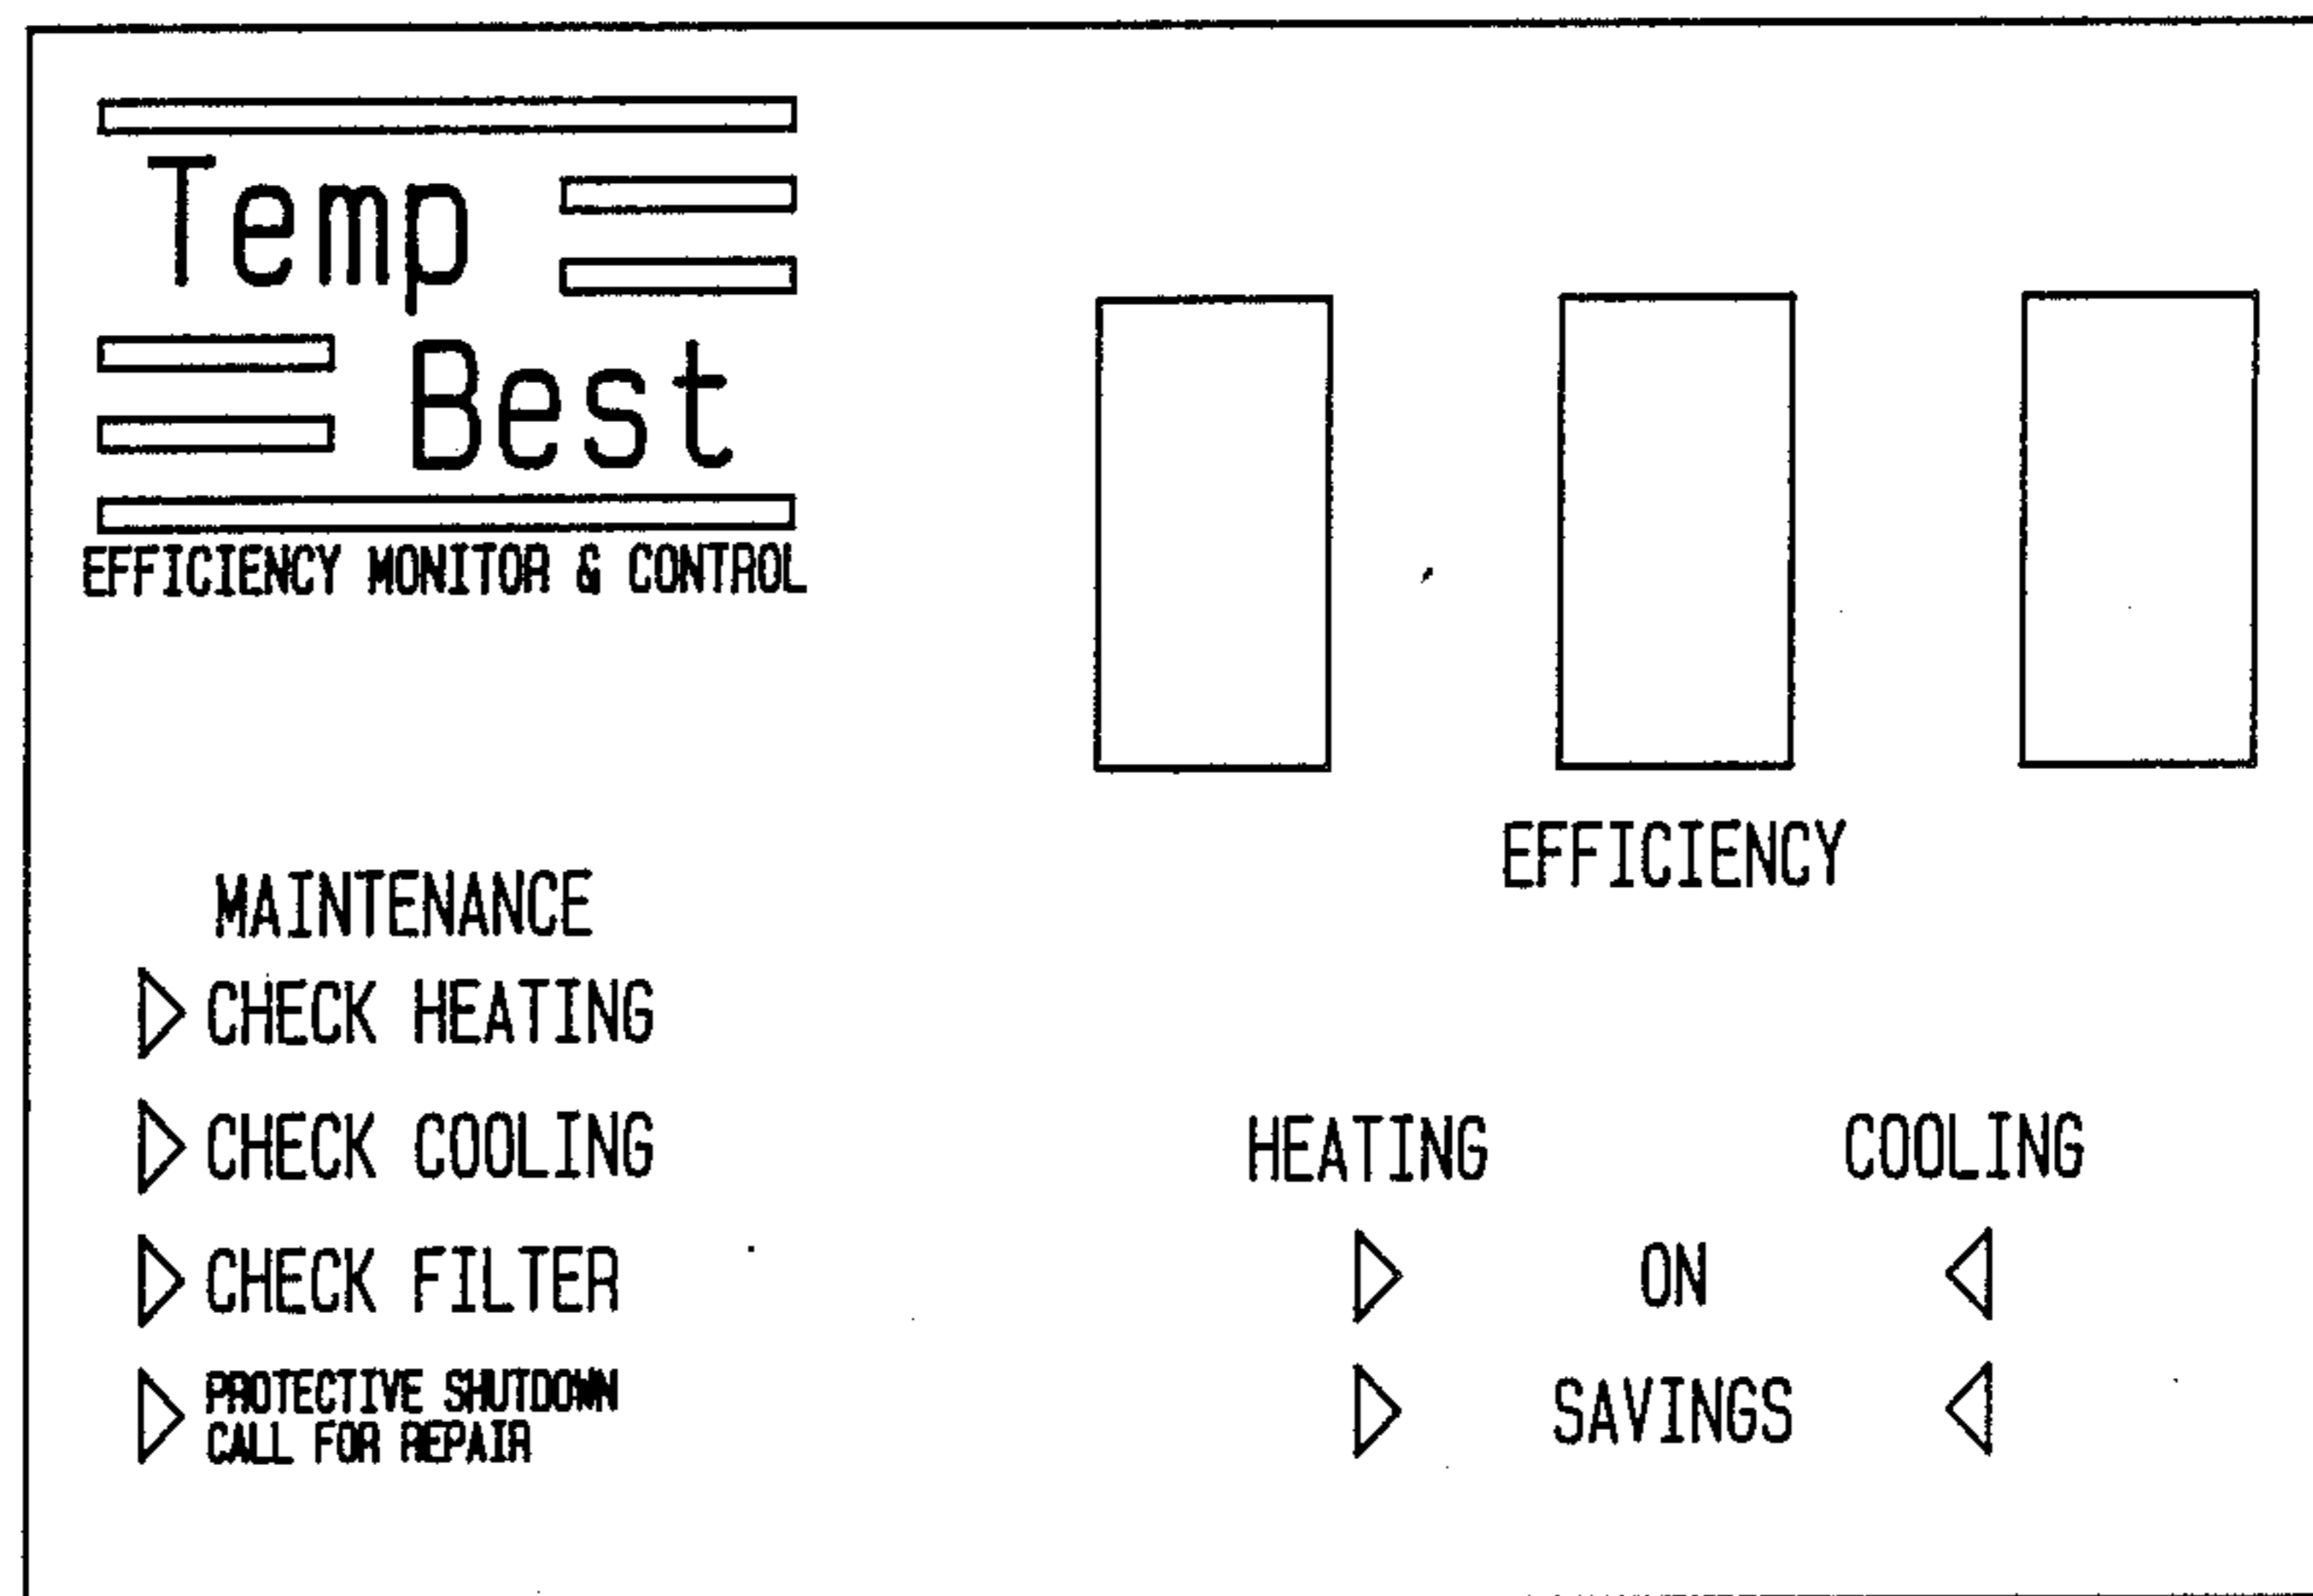 Temp
Best
EFFICIENCY MONITOR & CONTROL
EFFICIENCY
MAINTENANCE
CHECK HEATING
CHECK COOLING
CHECK FILTER
PROTECTIVE SHUTDOWN
CALL FOR REPAIR
HEATING COOLING
ON
SAVINGS